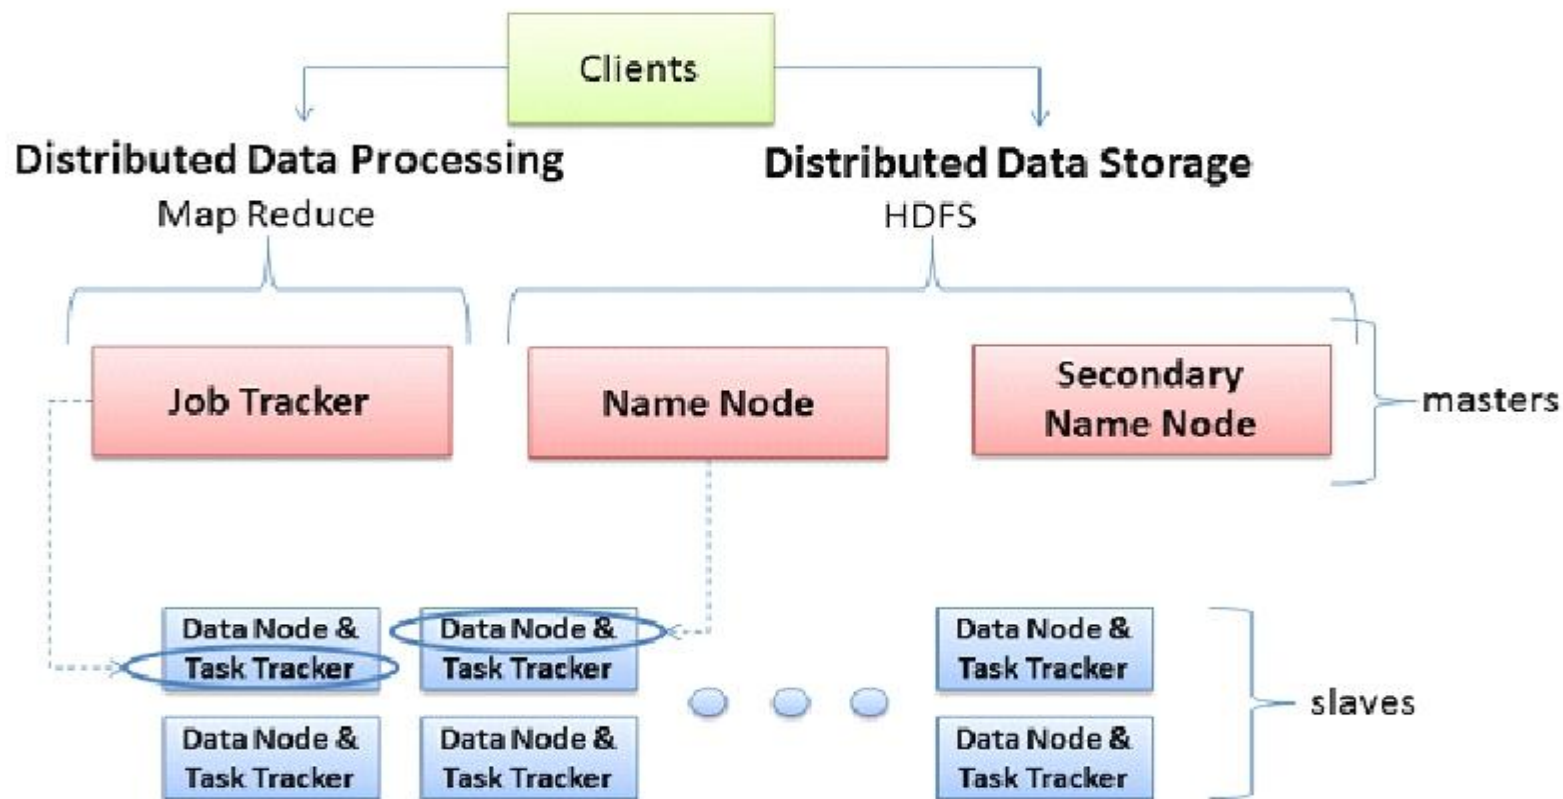 Clients
Distributed Data Processing
Map Reduce
Distributed Data Storage
HDFS
Job Tracker
Name Node
Secondary
Name Node
masters
Data Node &
Task Tracker
Data Node &
Task Tracker
Data Node &
Task Tracker
slaves
Data Node &
Task Tracker
Data Node &
Task Tracker
Data Node &
Task Tracker